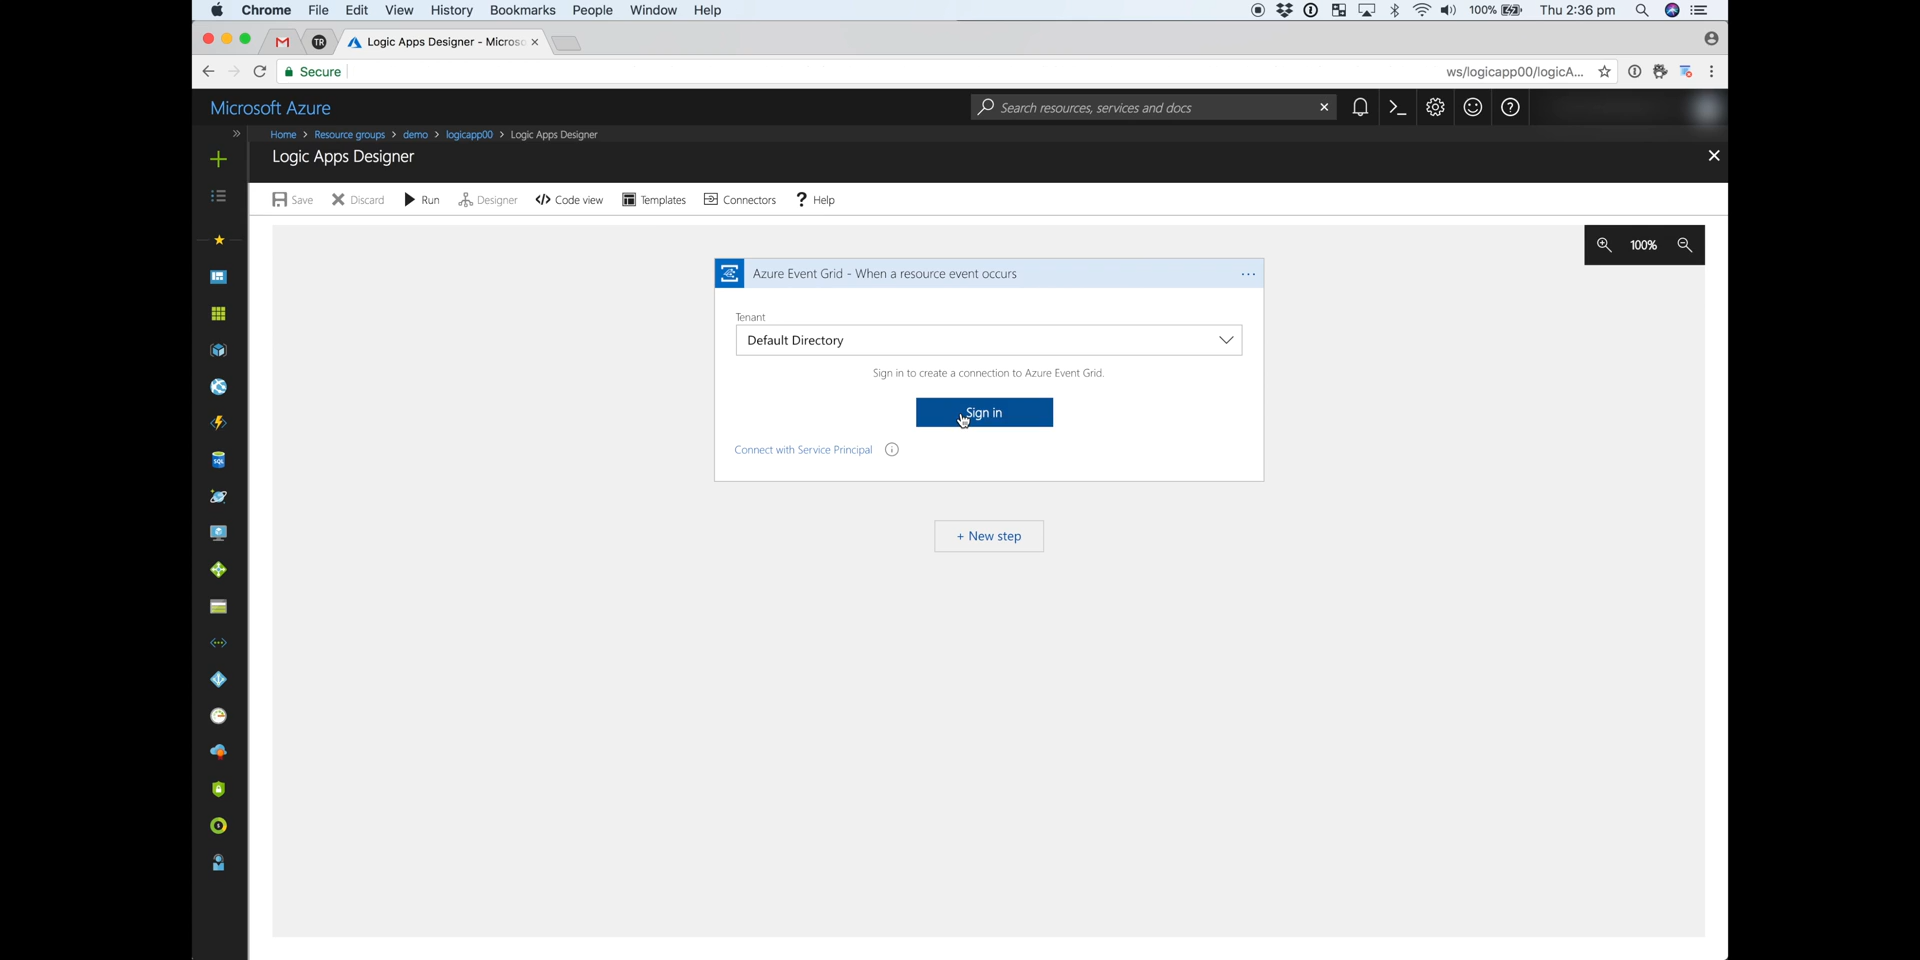 Chrome File Edit View History Bookmarks People Window Help 100% Thu 2:36 pm
TR Logic Apps Designer - Microso
Secure ws/logicapp00/logicA...
Microsoft Azure Search resources, services and docs
Home > Resource groups > demo > logicapp00 > Logic Apps Designer
Logic Apps Designer
Save Discard Run Designer Code view Templates Connectors Help
100%
Azure Event Grid - When a resource event occurs ...
Tenant
Default Directory
Sign in to create a connection to Azure Event Grid.
Sign in
Connect with Service Principal
+ New step
SQL